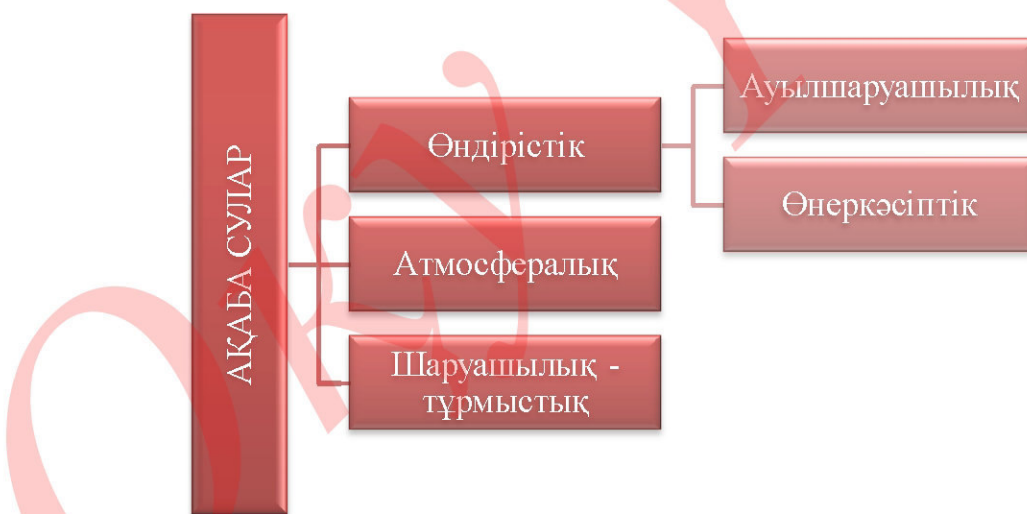 АҚАБА СУЛАР
Өндірістік
Атмосфералық
Шаруашылық -
тұрмыстық
Ауылшаруашылық
Өнеркәсіптік